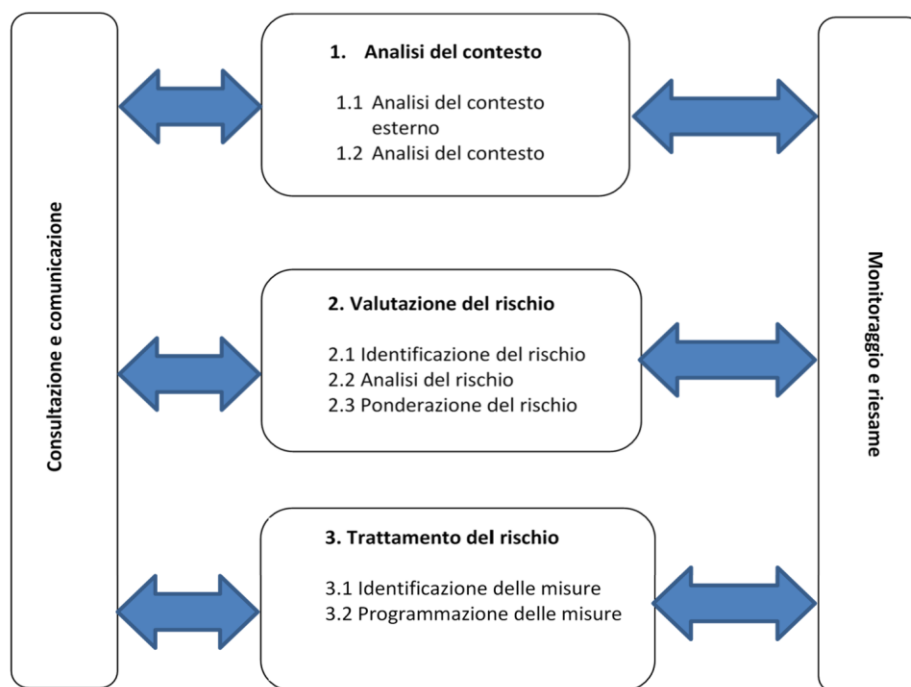 Consultazione e comunicazione
1. Analisi del contesto
1.1 Analisi del contesto
esterno
1.2 Analisi del contesto
2. Valutazione del rischio
2.1 Identificazione del rischio
2.2 Analisi del rischio
2.3 Ponderazione del rischio
3. Trattamento del rischio
3.1 Identificazione delle misure
3.2 Programmazione delle misure
Monitoraggio e riesame